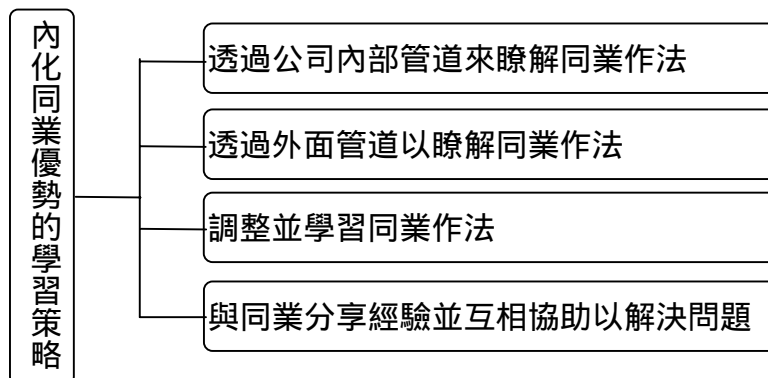 內化同業優勢的學習策略
透過公司內部管道來瞭解同業作法
透過外面管道以瞭解同業作法
調整並學習同業作法
與同業分享經驗並互相協助以解決問題